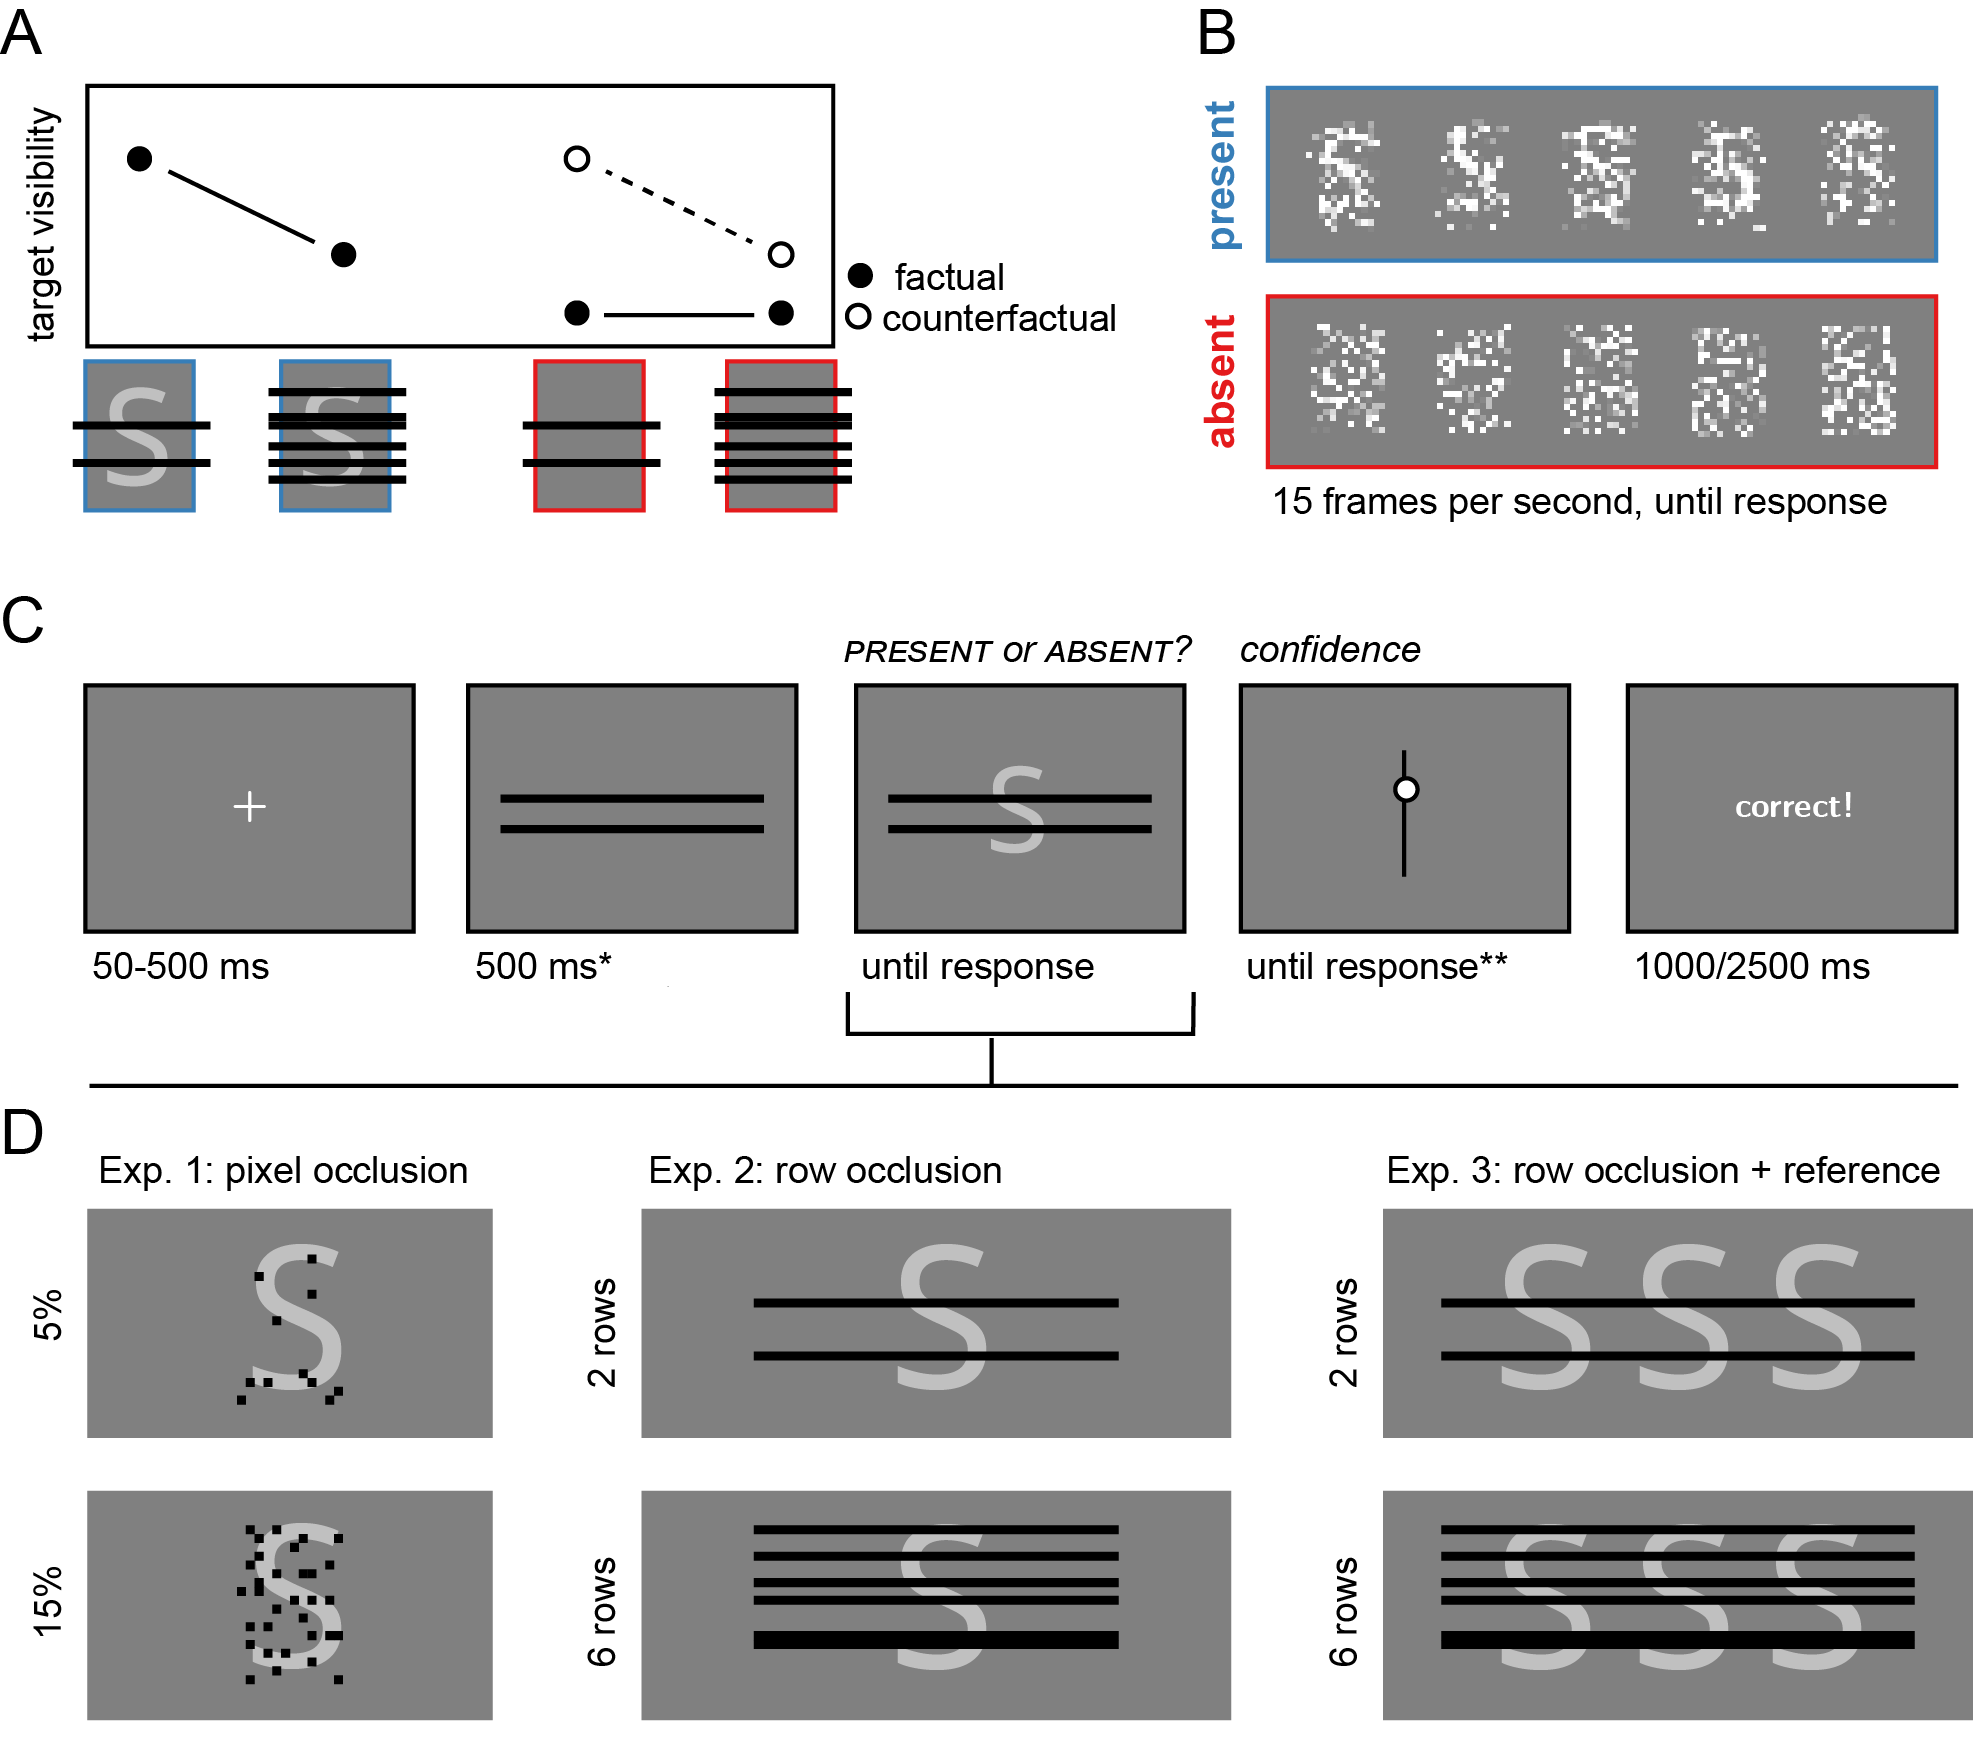 A
target visibility
factual
counterfactual
S
S
B
present
absent
15 frames per second, until response
C
PRESENT or ABSENT?
confidence
S
correct!
50-500 ms
500 ms*
until response
until response**
1000/2500 ms
D
Exp. 1: pixel occlusion
Exp. 2: row occlusion
Exp. 3: row occlusion + reference
5%
S
2 rows
S
2 rows
S S S
15%
S
6 rows
S
6 rows
S S S